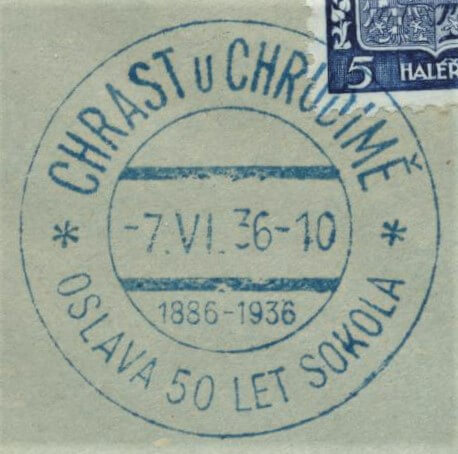 CHRAST U CHRUDIMĚ
-7.VI.36-10
1886-1936
* OSLAVA 50 LET SOKOLA *
5 HALÉŘ